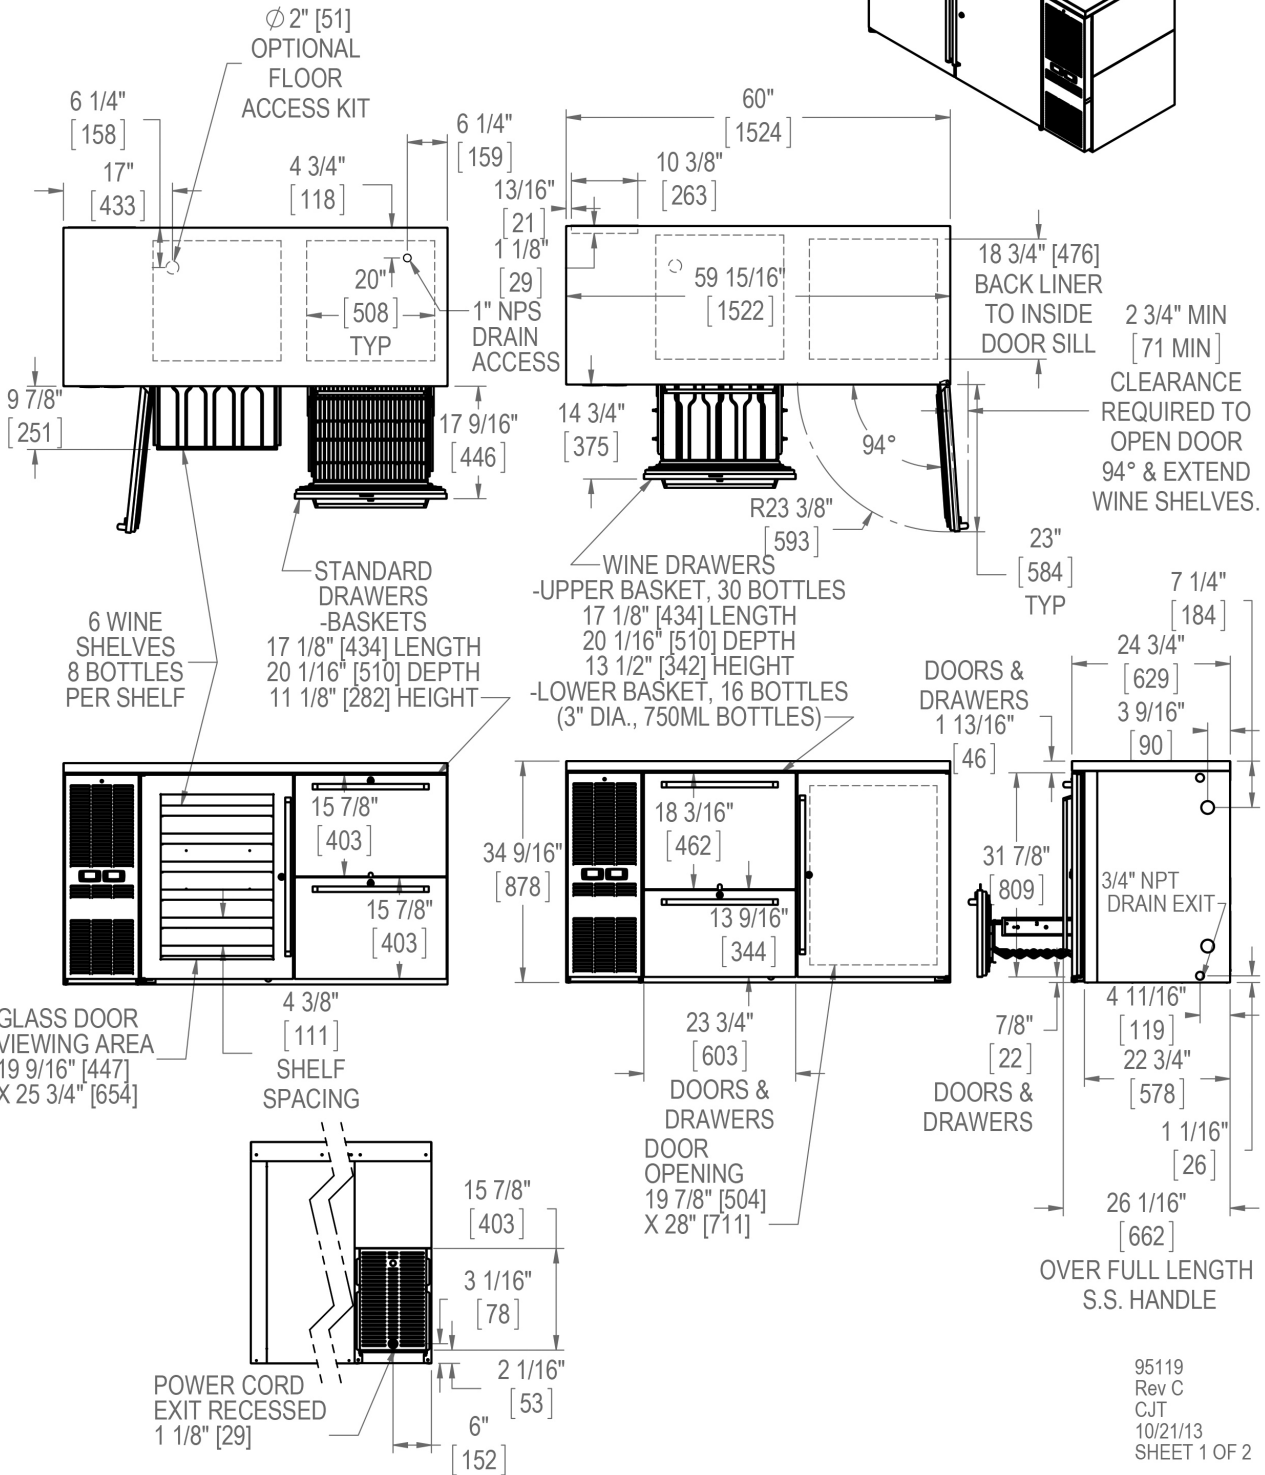 ∅ 2" [51]
OPTIONAL
FLOOR
ACCESS KIT
6 1/4"
[158]
17"
[433]
4 3/4"
[118]
6 1/4"
[159]
20"
[508]
TYP
1" NPS
DRAIN
ACCESS
9 7/8"
[251]
17 9/16"
[446]
60"
[1524]
10 3/8"
[263]
13/16"
[21]
1 1/8"
[29]
59 15/16"
[1522]
18 3/4" [476]
BACK LINER
TO INSIDE
DOOR SILL
2 3/4" MIN
[71 MIN]
CLEARANCE
REQUIRED TO
OPEN DOOR
94° & EXTEND
WINE SHELVES.
14 3/4"
[375]
94°
R23 3/8"
[593]
23"
[584]
TYP
6 WINE
SHELVES
8 BOTTLES
PER SHELF
STANDARD
DRAWERS
-BASKETS
17 1/8" [434] LENGTH
20 1/16" [510] DEPTH
11 1/8" [282] HEIGHT
WINE DRAWERS
-UPPER BASKET, 30 BOTTLES
17 1/8" [434] LENGTH
20 1/16" [510] DEPTH
13 1/2" [342] HEIGHT
-LOWER BASKET, 16 BOTTLES
(3" DIA., 750ML BOTTLES)
15 7/8"
[403]
15 7/8"
[403]
4 3/8"
[111]
SHELF
SPACING
GLASS DOOR
VIEWING AREA
19 9/16" [447]
X 25 3/4" [654]
34 9/16"
[878]
18 3/16"
[462]
13 9/16"
[344]
23 3/4"
[603]
DOORS &
DRAWERS
DOOR
OPENING
19 7/8" [504]
X 28" [711]
7 1/4"
[184]
24 3/4"
[629]
3 9/16"
[90]
DOORS &
DRAWERS
1 13/16"
[46]
31 7/8"
[809]
3/4" NPT
DRAIN EXIT
7/8"
[22]
DOORS &
DRAWERS
4 11/16"
[119]
22 3/4"
[578]
1 1/16"
[26]
26 1/16"
[662]
OVER FULL LENGTH
S.S. HANDLE
15 7/8"
[403]
3 1/16"
[78]
2 1/16"
[53]
6"
[152]
POWER CORD
EXIT RECESSED
1 1/8" [29]
95119
Rev C
CJT
10/21/13
SHEET 1 OF 2